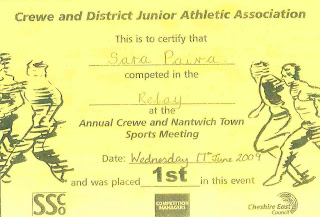 Crewe and District Junior Athletic Association
This is to certify that
Sara Paiva
competed in the
Relay
at the
Annual Crewe and Nantwich Town
Sports Meeting
Date: Wednesday 17th June 2009
and was placed 1st in this event
SSCo
COMPETITION MANAGERS
Cheshire East
Council